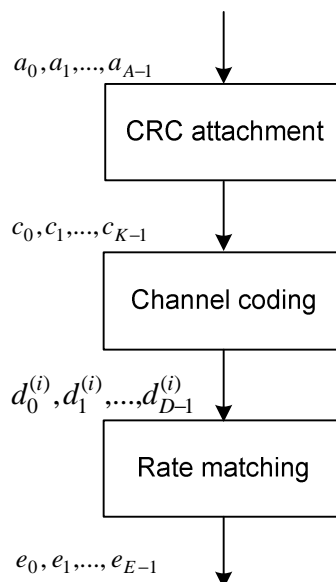 a_0, a_1,..., a_{A-1}
CRC attachment
c_0, c_1,..., c_{K-1}
Channel coding
d_0^{(i)}, d_1^{(i)},..., d_{D-1}^{(i)}
Rate matching
e_0, e_1,..., e_{E-1}